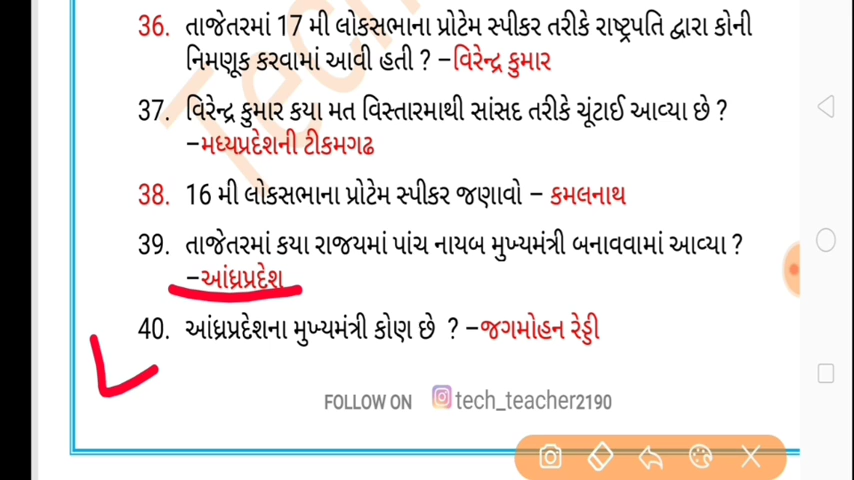 36. તાજેતરમાં 17 મી લોકસભાના પ્રોટેમ સ્પીકર તરીકે રાષ્ટ્રપતિ દ્વારા કોની
નિમણૂક કરવામાં આવી હતી ? –વિરેન્દ્ર કુમાર
37. વિરેન્દ્ર કુમાર કયા મત વિસ્તારમાથી સાંસદ તરીકે ચૂંટાઈ આવ્યા છે ?
–મધ્યપ્રદેશની ટીકમગઢ
38. 16 મી લોકસભાના પ્રોટેમ સ્પીકર જણાવો – કમલનાથ
39. તાજેતરમાં કયા રાજયમાં પાંચ નાયબ મુખ્યમંત્રી બનાવવામાં આવ્યા ?
–આંધ્રપ્રદેશ
40. આંધ્રપ્રદેશના મુખ્યમંત્રી કોણ છે ? –જગમોહન રેડ્ડી
FOLLOW ON tech_teacher2190